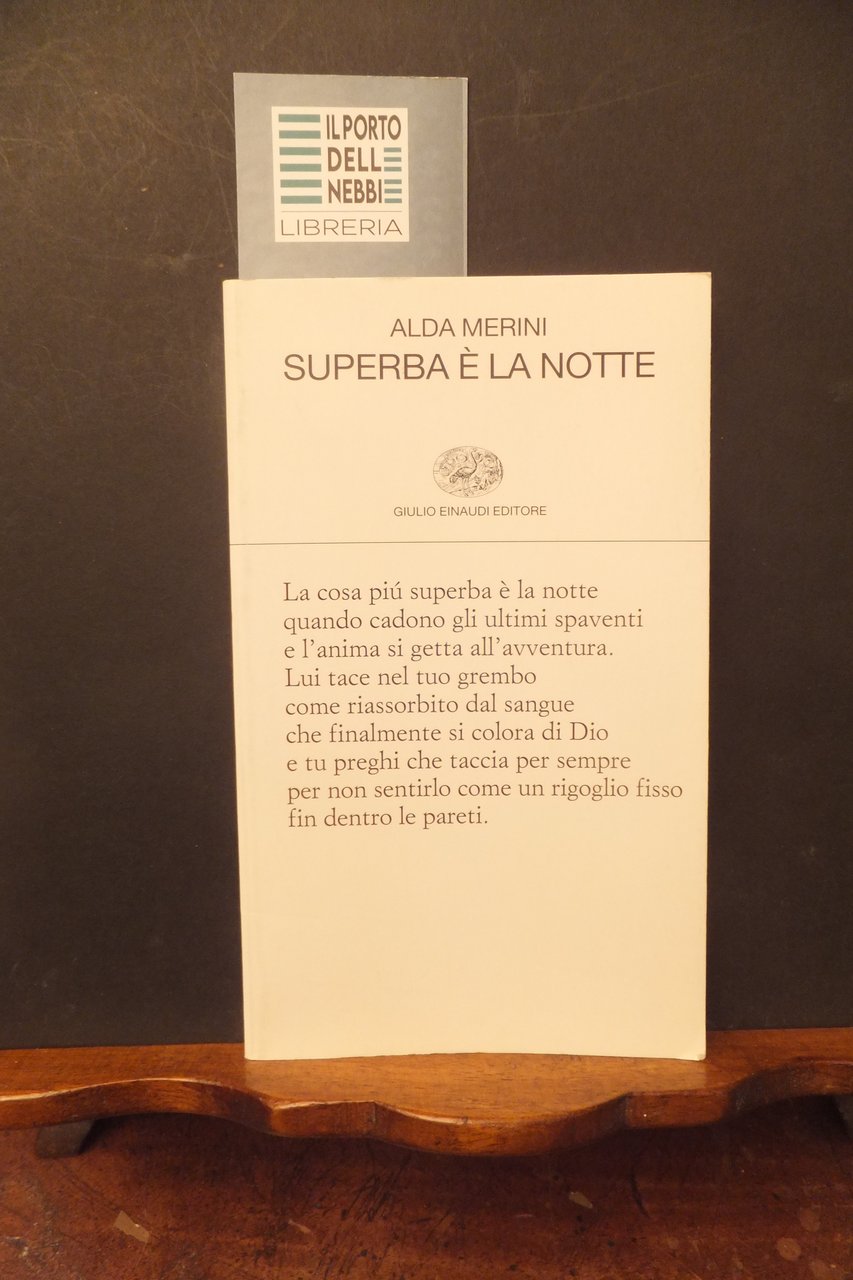 IL PORTO
DELL
NEBBI
LIBRERIA
ALDA MERINI
SUPERBA È LA NOTTE
GIULIO EINAUDI EDITORE
La cosa piú superba è la notte
quando cadono gli ultimi spaventi
e l'anima si getta all'avventura.
Lui tace nel tuo grembo
come riassorbito dal sangue
che finalmente si colora di Dio
e tu preghi che taccia per sempre
per non sentirlo come un rigoglio fisso
fin dentro le pareti.